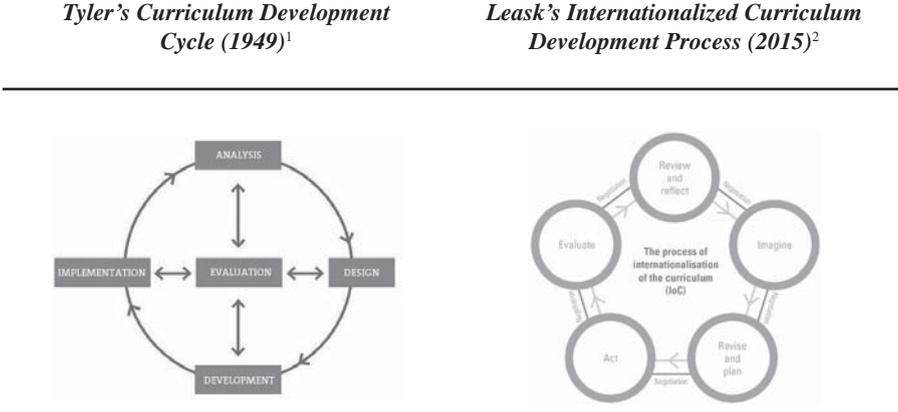 Tyler's Curriculum Development
Cycle (1949)1
Leask's Internationalized Curriculum
Development Process (2015)2
ANALYSIS
IMPLEMENTATION
EVALUATION
DESIGN
DEVELOPMENT
Review
and
reflect
Negotiation
Negotiation
Evaluate
The process of
internationalisation
of the curriculum
(IoC)
Imagine
Negotiation
Negotiation
Act
Revise
and
plan
Negotiation